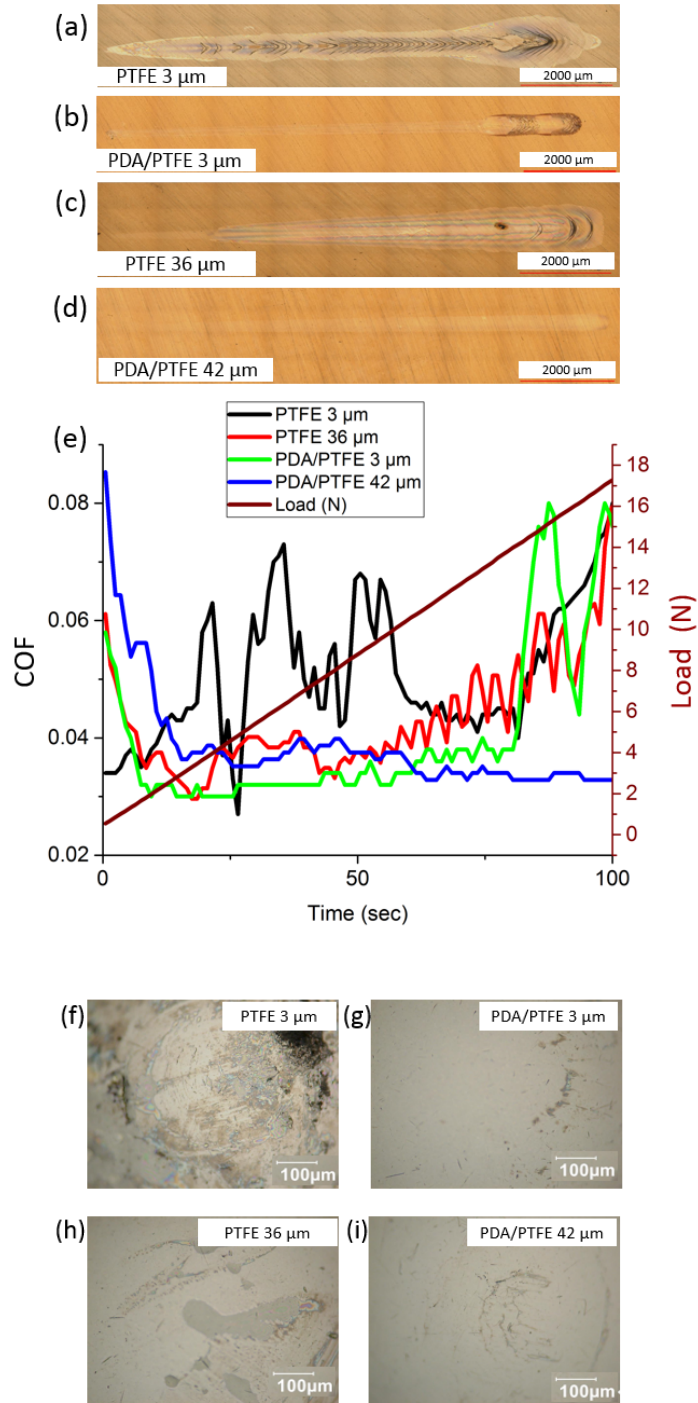 (a)
PTFE 3 µm
2000 µm
(b)
PDA/PTFE 3 µm
2000 µm
(c)
PTFE 36 µm
2000 µm
(d)
PDA/PTFE 42 µm
2000 µm
(e)
PTFE 3 µm
PTFE 36 µm
PDA/PTFE 3 µm
PDA/PTFE 42 µm
Load (N)
0.08
0.06
0.04
0.02
COF
18
16
14
12
10
8
6
4
2
0
Load (N)
0
50
100
Time (sec)
(f)
PTFE 3 µm
100µm
(g)
PDA/PTFE 3 µm
100µm
(h)
PTFE 36 µm
100µm
(i)
PDA/PTFE 42 µm
100µm